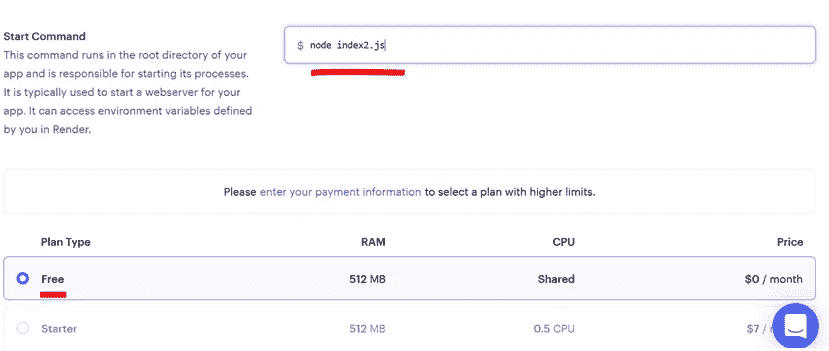 Start Command
$ node index2.js
This command runs in the root directory of your
app and is responsible for starting its processes.
It is typically used to start a webserver for your
app. It can access environment variables defined
by you in Render.
Please enter your payment information to select a plan with higher limits.
Plan Type RAM CPU Price
Free 512 MB Shared $0 / month
Starter 512 MB 0.5 CPU $7 /